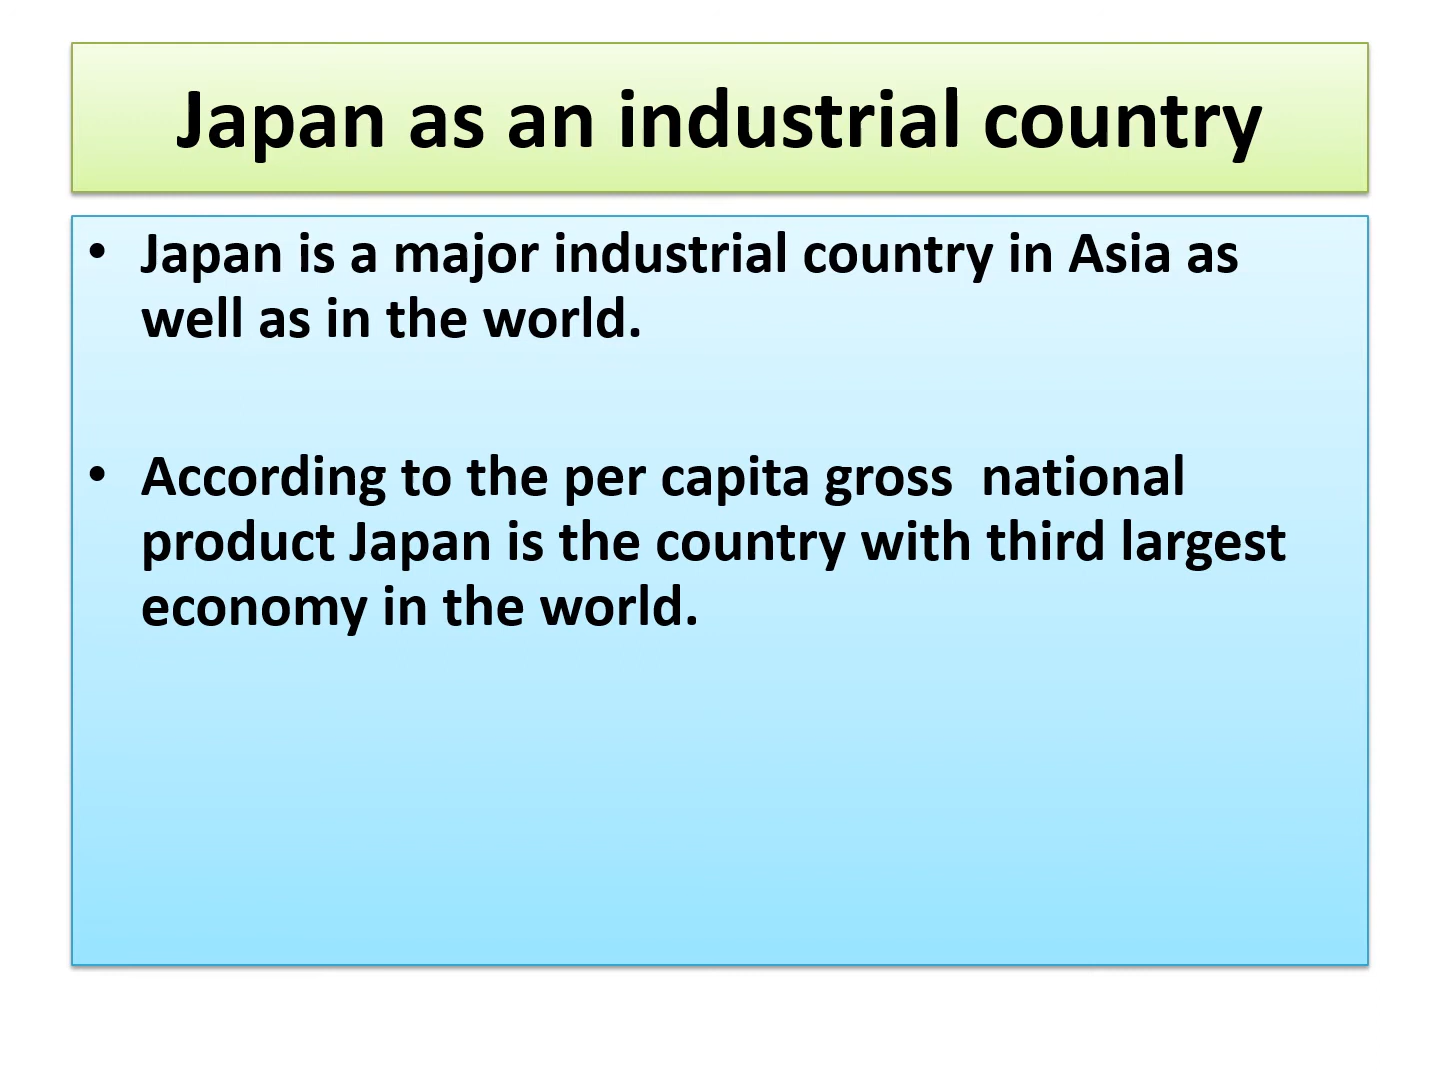 Japan as an industrial country
• Japan is a major industrial country in Asia as
well as in the world.
• According to the per capita gross  national
product Japan is the country with third largest
economy in the world.